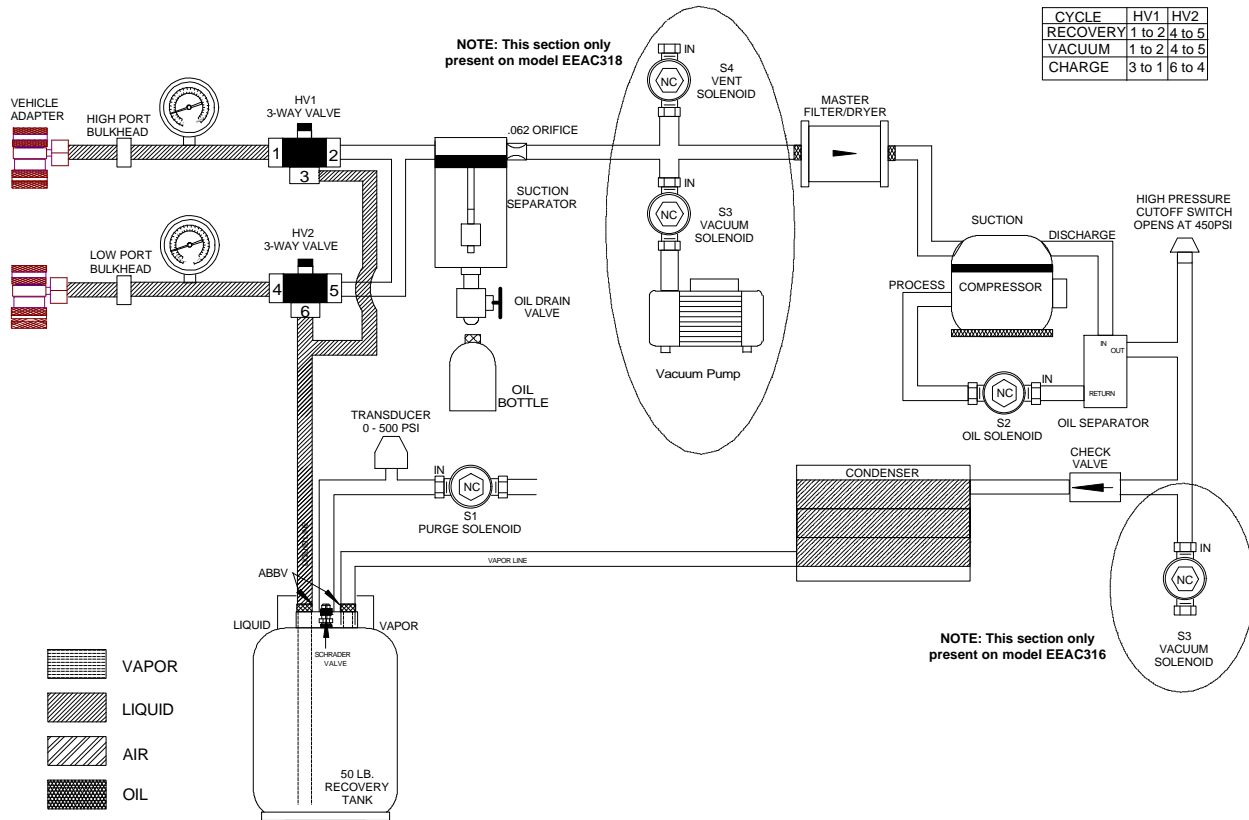 CYCLE HV1 HV2
RECOVERY 1 to 2 4 to 5
VACUUM 1 to 2 4 to 5
CHARGE 3 to 1 6 to 4
NOTE: This section only
present on model EEAC318
IN
NC
S4
VENT
SOLENOID
VEHICLE
ADAPTER
HIGH PORT
BULKHEAD
HV1
3-WAY VALVE
1
2
3
.062 ORIFICE
SUCTION
SEPARATOR
MASTER
FILTER/DRYER
IN
NC
S3
VACUUM
SOLENOID
LOW PORT
BULKHEAD
HV2
3-WAY VALVE
4
5
6
OIL DRAIN
VALVE
OIL
BOTTLE
Vacuum Pump
SUCTION
DISCHARGE
PROCESS
COMPRESSOR
HIGH PRESSURE
CUTOFF SWITCH
OPENS AT 450PSI
IN
OUT
RETURN
OIL SEPARATOR
IN
NC
S2
OIL SOLENOID
TRANSDUCER
0 - 500 PSI
IN
NC
S1
PURGE SOLENOID
CONDENSER
CHECK
VALVE
LIQUID LINE
VAPOR LINE
ABBV
LIQUID
VAPOR
SCHRADER
VALVE
50 LB.
RECOVERY
TANK
IN
NC
S3
VACUUM
SOLENOID
NOTE: This section only
present on model EEAC316
VAPOR
LIQUID
AIR
OIL